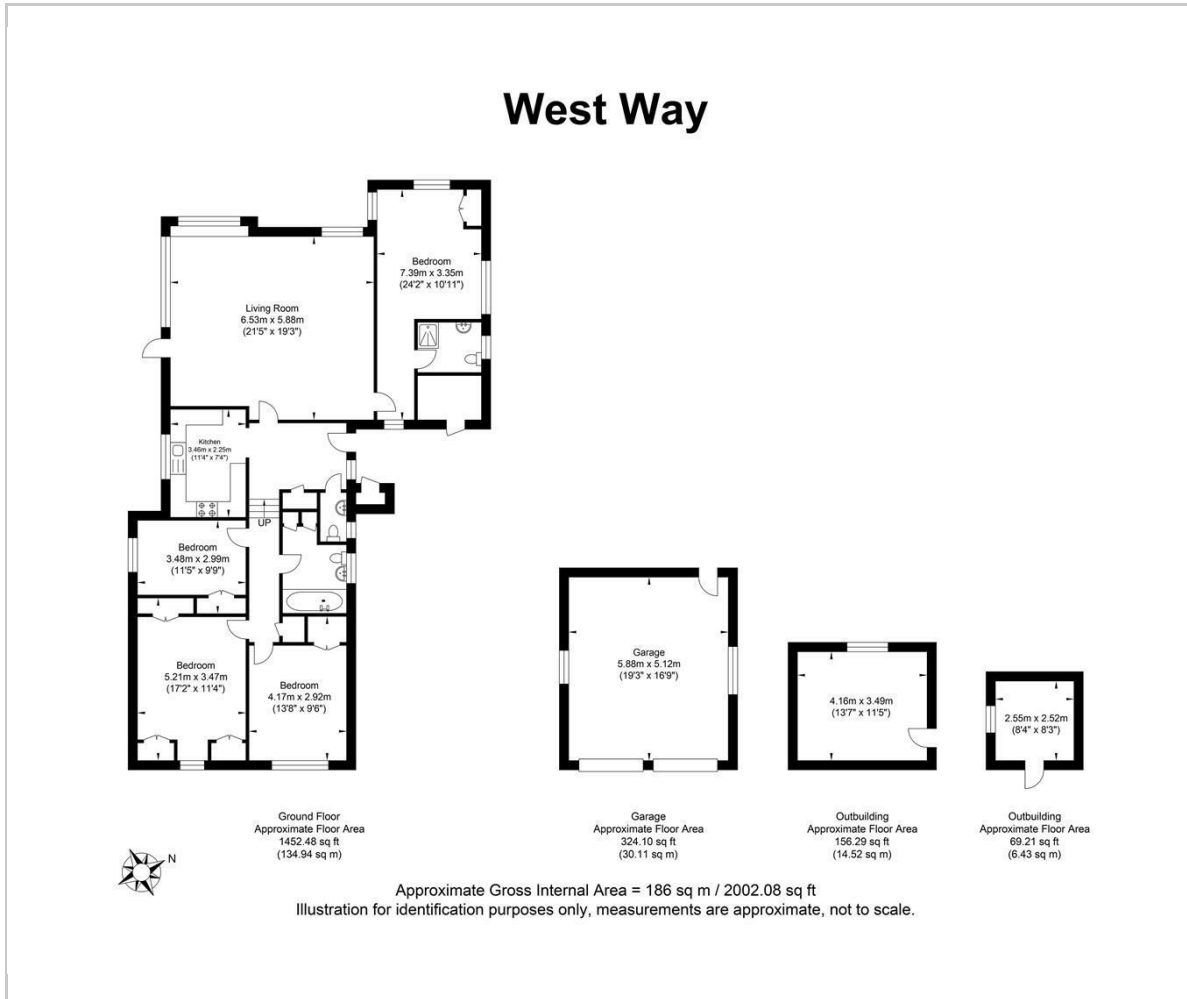 West Way
Bedroom
7.39m x 3.35m
(24'2" x 10'11")
Living Room
6.53m x 5.88m
(21'5" x 19'3")
Kitchen
3.46m x 2.25m
(11'4" x 7'4")
UP
Bedroom
3.48m x 2.99m
(11'5" x 9'9")
Bedroom
5.21m x 3.47m
(17'2" x 11'4")
Bedroom
4.17m x 2.92m
(13'8" x 9'6")
Garage
5.88m x 5.12m
(19'3" x 16'9")
4.16m x 3.49m
(13'7" x 11'5")
2.55m x 2.52m
(8'4" x 8'3")
Ground Floor
Approximate Floor Area
1452.48 sq ft
(134.94 sq m)
Garage
Approximate Floor Area
324.10 sq ft
(30.11 sq m)
Outbuilding
Approximate Floor Area
156.29 sq ft
(14.52 sq m)
Outbuilding
Approximate Floor Area
69.21 sq ft
(6.43 sq m)
N
Approximate Gross Internal Area = 186 sq m / 2002.08 sq ft
Illustration for identification purposes only, measurements are approximate, not to scale.